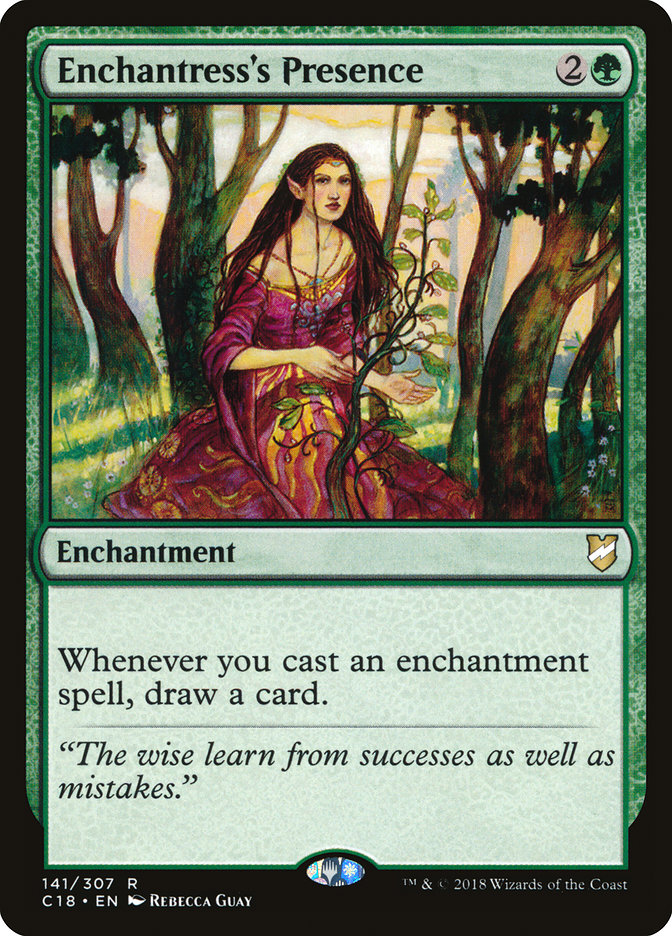 Enchantress's Presence 2
Enchantment
Whenever you cast an enchantment
spell, draw a card.
“The wise learn from successes as well as
mistakes.”
141/307 R
C18 • EN Rebecca Guay
™ & © 2018 Wizards of the Coast